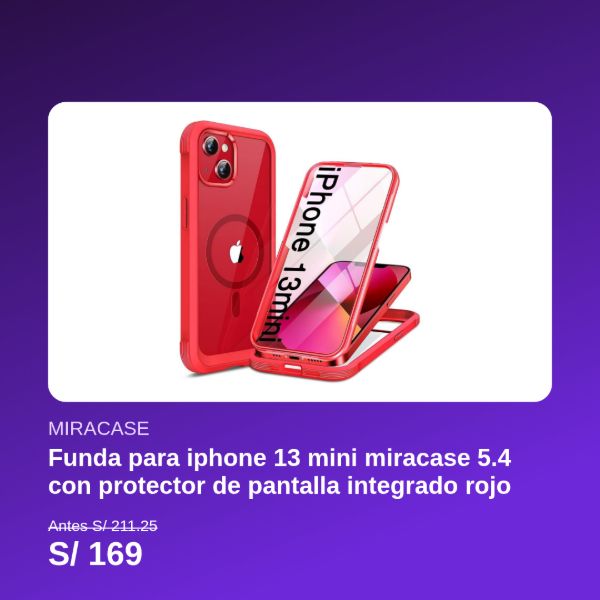 iPhone 13mini
MIRACASE
Funda para iphone 13 mini miracase 5.4
con protector de pantalla integrado rojo
Antes S/ 211.25
S/ 169